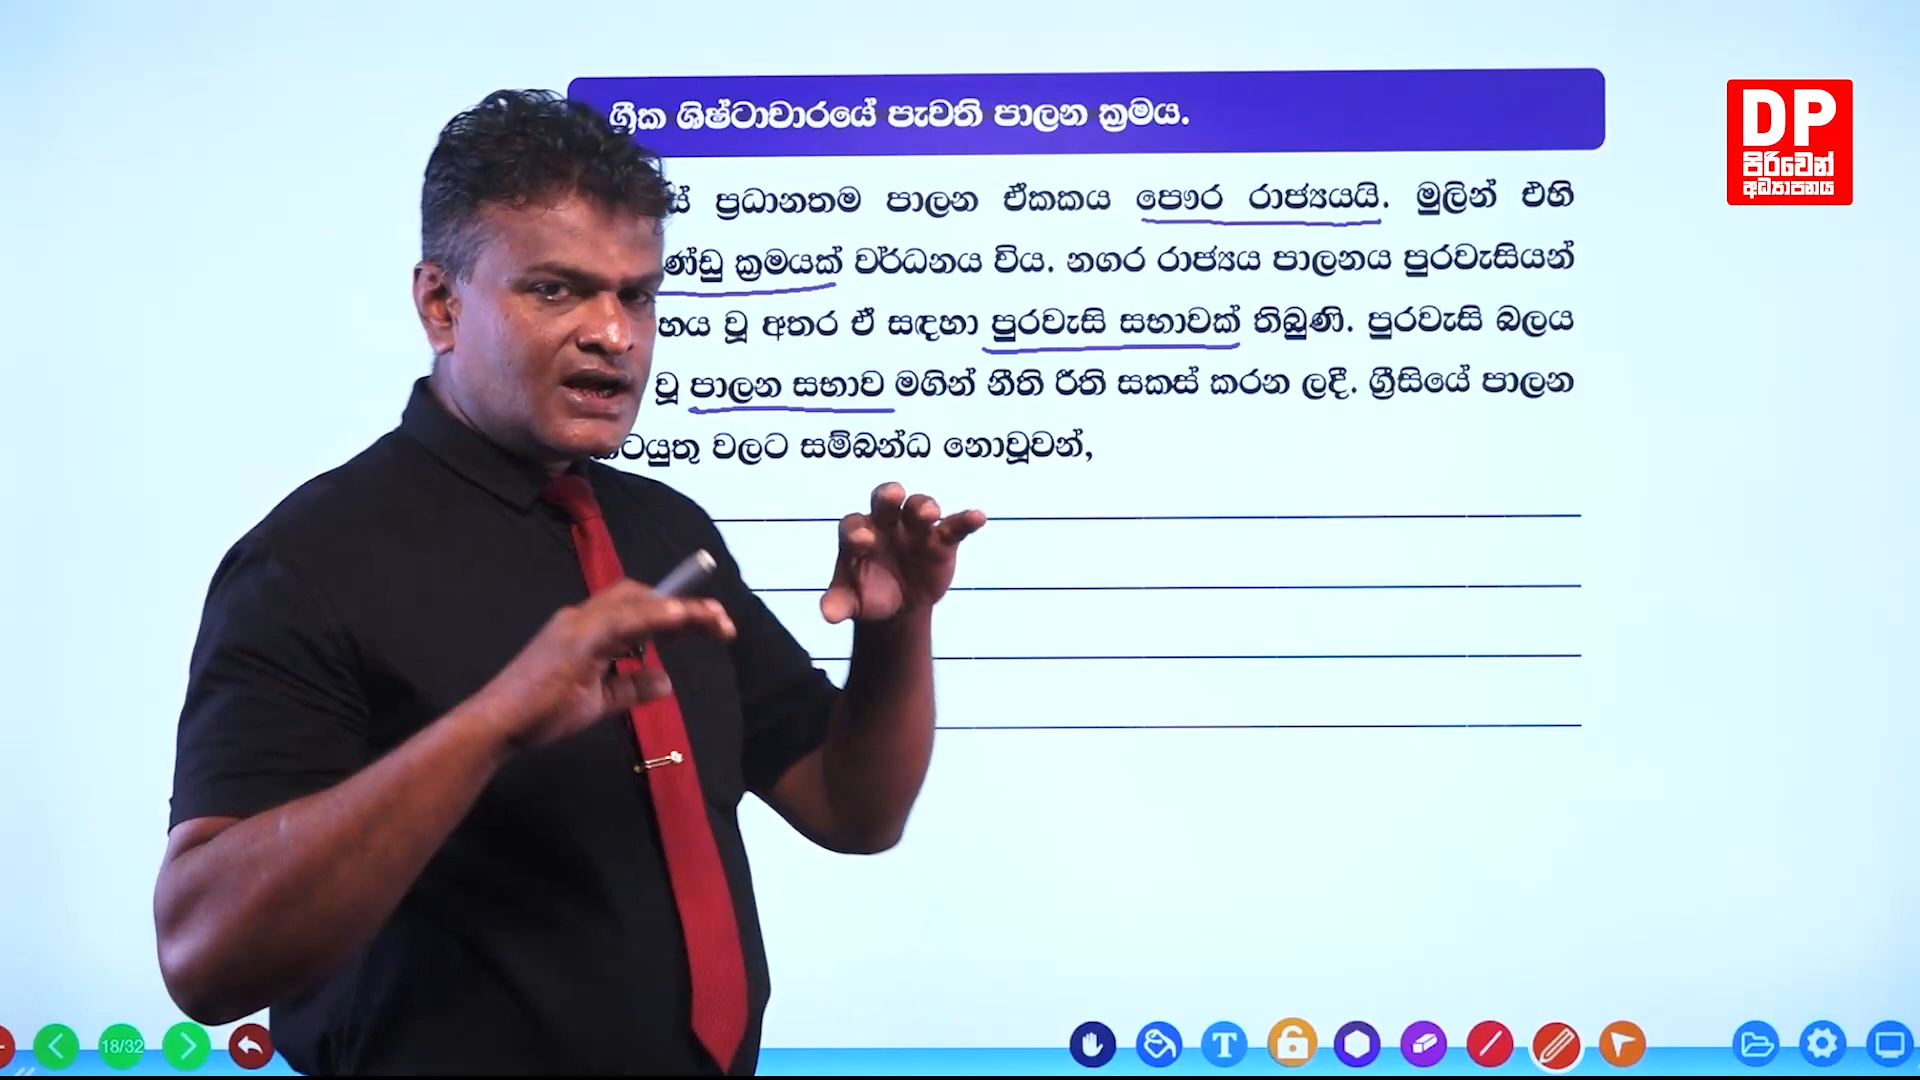 ග්‍රීක ශිෂ්ටාචාරයේ පැවති පාලන ක්‍රමය.
ප්‍රධානතම පාලන ඒකකය පෞර රාජ්‍යයයි. මුලින් එහි
ක්‍රමයක් වර්ධනය විය. නගර රාජ්‍ය පාලනය පුරවැසියන්
වූ අතර ඒ සඳහා පුරවැසි සභාවක් තිබුණි. පුරවැසි බලය
වූ පාලන සභාව මගින් නීති රීති සකස් කරන ලදී. ග්‍රීසියේ පාලන
කටයුතු වලට සම්බන්ධ නොවූවන්,
DP
පිරිවෙන්
අධ්‍යාපනය
18/32
T